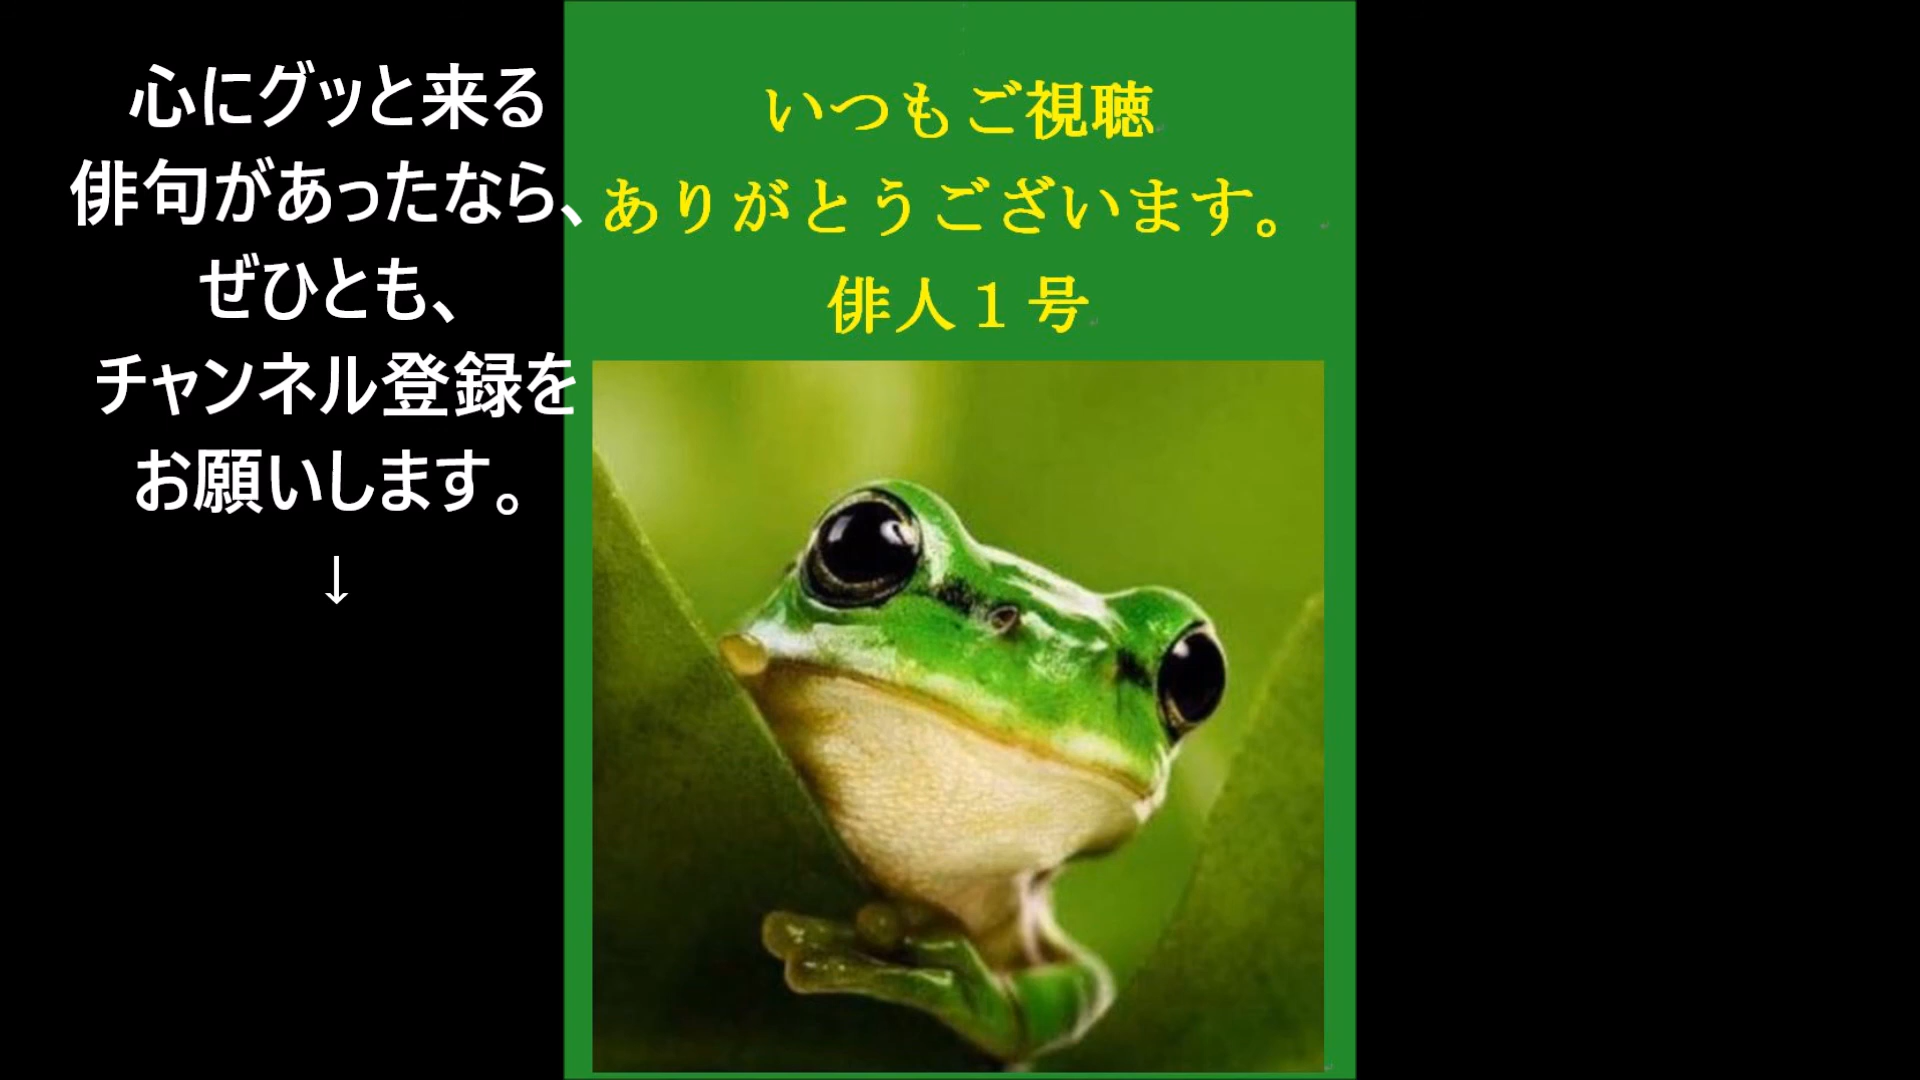 心にグッと来る
俳句があったなら、
ぜひとも、
チャンネル登録を
お願いします。
↓
いつもご視聴
ありがとうございます。
俳人１号